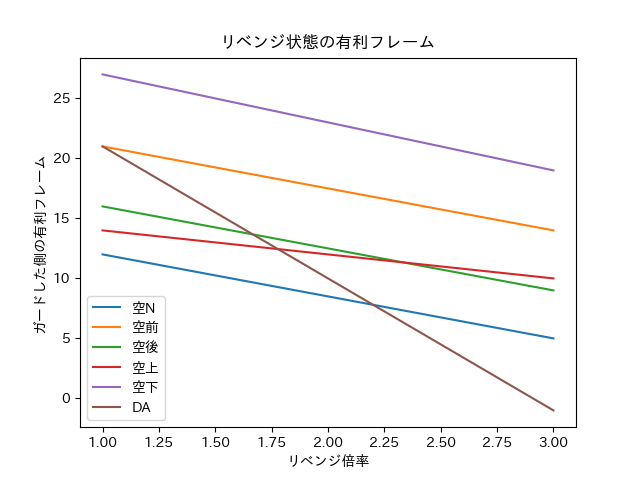 リベンジ状態の有利フレーム
ガードした側の有利フレーム
25
20
15
10
5
0
空N
空前
空後
空上
空下
DA
1.00 1.25 1.50 1.75 2.00 2.25 2.50 2.75 3.00
リベンジ倍率